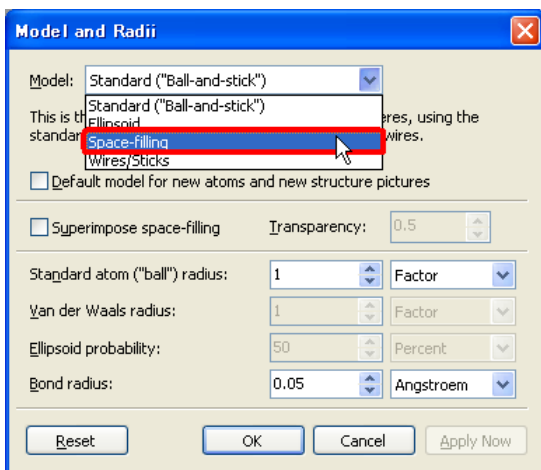 Model and Radii
Model: Standard ("Ball-and-stick")
Standard ("Ball-and-stick")
This is th
Ellipsoid
eres, using the
standar
Space-filling
wires.
Wires/Sticks
Default model for new atoms and new structure pictures
Superimpose space-filling Transparency: 0.5
Standard atom ("ball") radius: 1 Factor
Van der Waals radius: 1 Factor
Ellipsoid probability: 50 Percent
Bond radius: 0.05 Angstroem
Reset OK Cancel Apply Now